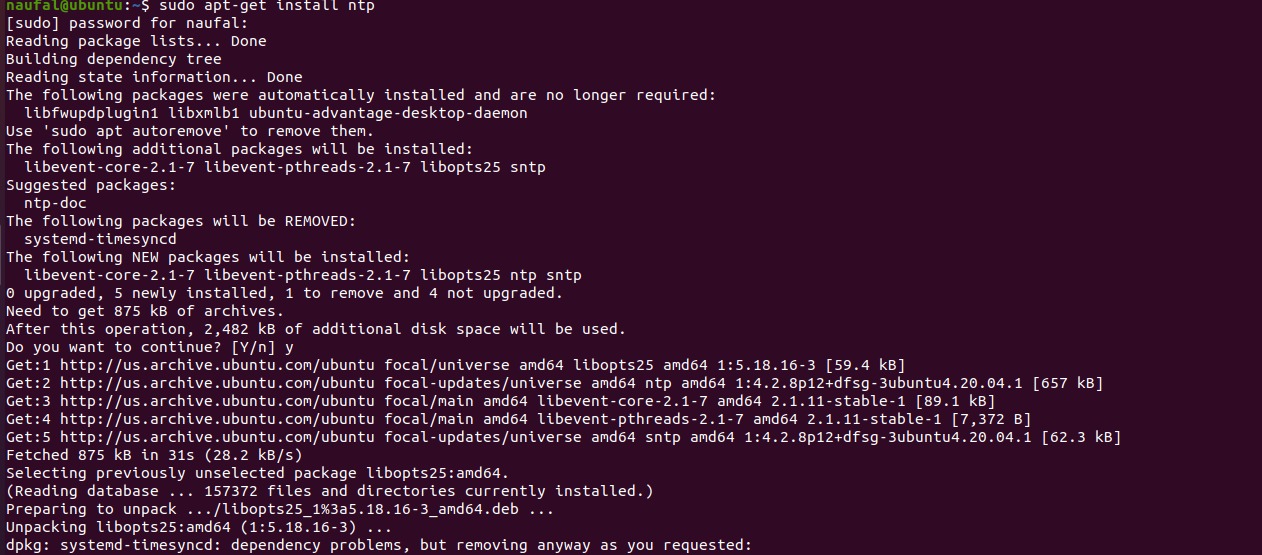 naufal@ubuntu:~$ sudo apt-get install ntp
[sudo] password for naufal:
Reading package lists... Done
Building dependency tree
Reading state information... Done
The following packages were automatically installed and are no longer required:
  libfwupdplugin1 libxmlb1 ubuntu-advantage-desktop-daemon
Use 'sudo apt autoremove' to remove them.
The following additional packages will be installed:
  libevent-core-2.1-7 libevent-pthreads-2.1-7 libopts25 sntp
Suggested packages:
  ntp-doc
The following packages will be REMOVED:
  systemd-timesyncd
The following NEW packages will be installed:
  libevent-core-2.1-7 libevent-pthreads-2.1-7 libopts25 ntp sntp
0 upgraded, 5 newly installed, 1 to remove and 4 not upgraded.
Need to get 875 kB of archives.
After this operation, 2,482 kB of additional disk space will be used.
Do you want to continue? [Y/n] y
Get:1 http://us.archive.ubuntu.com/ubuntu focal/universe amd64 libopts25 amd64 1:5.18.16-3 [59.4 kB]
Get:2 http://us.archive.ubuntu.com/ubuntu focal-updates/universe amd64 ntp amd64 1:4.2.8p12+dfsg-3ubuntu4.20.04.1 [657 kB]
Get:3 http://us.archive.ubuntu.com/ubuntu focal/main amd64 libevent-core-2.1-7 amd64 2.1.11-stable-1 [89.1 kB]
Get:4 http://us.archive.ubuntu.com/ubuntu focal/main amd64 libevent-pthreads-2.1-7 amd64 2.1.11-stable-1 [7,372 B]
Get:5 http://us.archive.ubuntu.com/ubuntu focal-updates/universe amd64 sntp amd64 1:4.2.8p12+dfsg-3ubuntu4.20.04.1 [62.3 kB]
Fetched 875 kB in 31s (28.2 kB/s)
Selecting previously unselected package libopts25:amd64.
(Reading database ... 157372 files and directories currently installed.)
Preparing to unpack .../libopts25_1%3a5.18.16-3_amd64.deb ...
Unpacking libopts25:amd64 (1:5.18.16-3) ...
dpkg: systemd-timesyncd: dependency problems, but removing anyway as you requested: